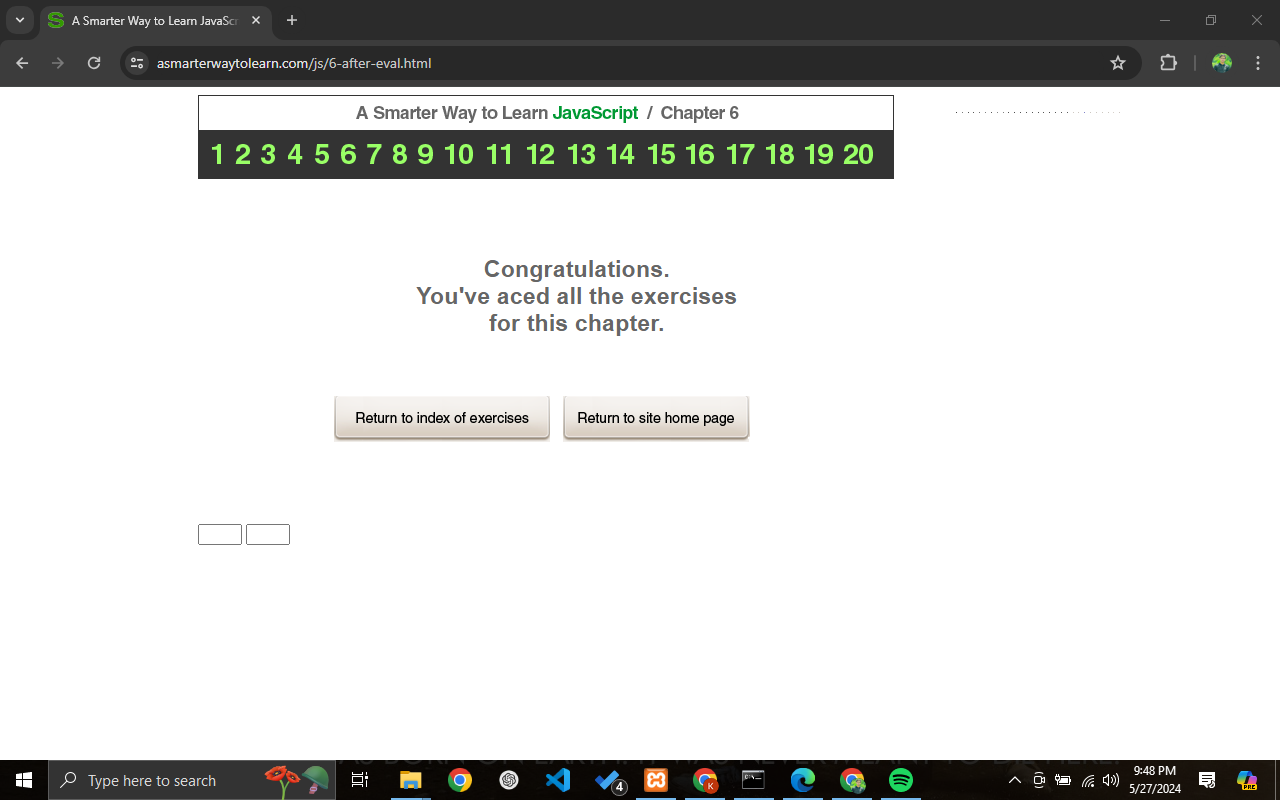 A Smarter Way to Learn JavaScr
asmarterwaytolearn.com/js/6-after-eval.html
A Smarter Way to Learn JavaScript / Chapter 6
1 2 3 4 5 6 7 8 9 10 11 12 13 14 15 16 17 18 19 20
Congratulations.
You've aced all the exercises
for this chapter.
Return to index of exercises
Return to site home page
Type here to search
4
K
9:48 PM
5/27/2024
PRE